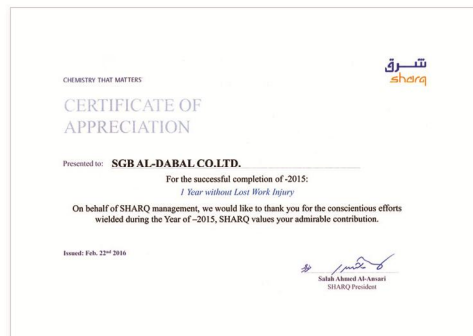 شرق
sharq
CHEMISTRY THAT MATTERS
CERTIFICATE OF
APPRECIATION
Presented to: SGB AL-DABAL CO.LTD.
For the successful completion of -2015:
1 Year without Lost Work Injury
On behalf of SHARQ management, we would like to thank you for the conscientious efforts
wielded during the Year of –2015, SHARQ values your admirable contribution.
Issued: Feb. 22nd 2016
Salah Ahmed Al-Ansari
SHARQ President